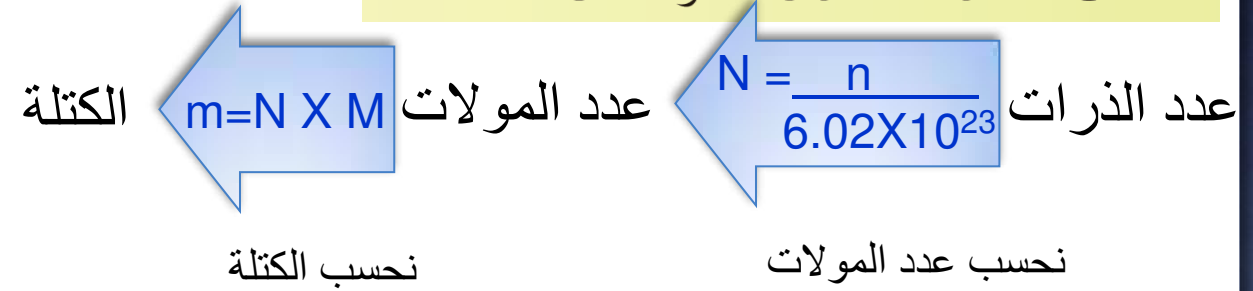 عدد الذرات
N = n
6.02X10²³
عدد المولات
m=N X M
الكتلة
نحسب عدد المولات
نحسب الكتلة